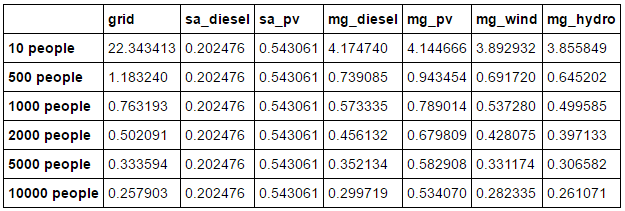 grid sa_diesel sa_pv mg_diesel mg_pv mg_wind mg_hydro
10 people 22.343413 0.202476 0.543061 4.174740 4.144666 3.892932 3.855849
500 people 1.183240 0.202476 0.543061 0.739085 0.943454 0.691720 0.645202
1000 people 0.763193 0.202476 0.543061 0.573335 0.789014 0.537280 0.499585
2000 people 0.502091 0.202476 0.543061 0.456132 0.679809 0.428075 0.397133
5000 people 0.333594 0.202476 0.543061 0.352134 0.582908 0.331174 0.306582
10000 people 0.257903 0.202476 0.543061 0.299719 0.534070 0.282335 0.261071